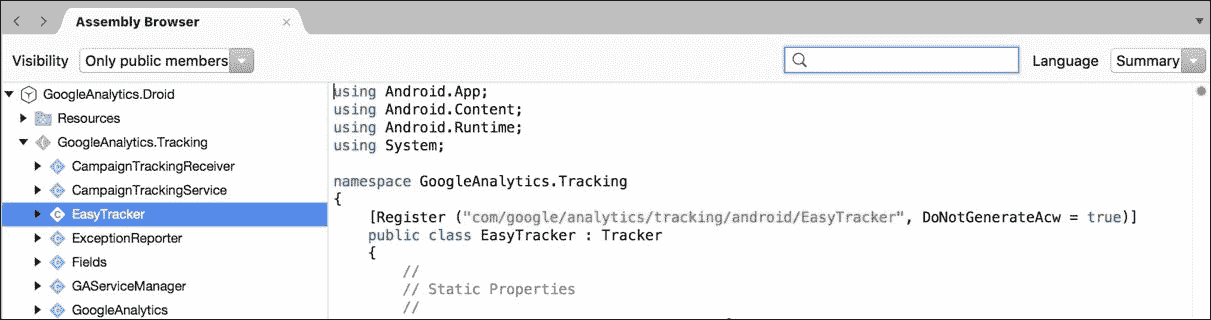 Assembly Browser
Visibility Only public members Language Summary
GoogleAnalytics.Droid
Resources
GoogleAnalytics.Tracking
CampaignTrackingReceiver
CampaignTrackingService
EasyTracker
ExceptionReporter
Fields
GAServiceManager
GoogleAnalytics
using Android.App;
using Android.Content;
using Android.Runtime;
using System;
namespace GoogleAnalytics.Tracking
{
[Register ("com/google/analytics/tracking/android/EasyTracker", DoNotGenerateAcw = true)]
public class EasyTracker : Tracker
{
//
// Static Properties
//